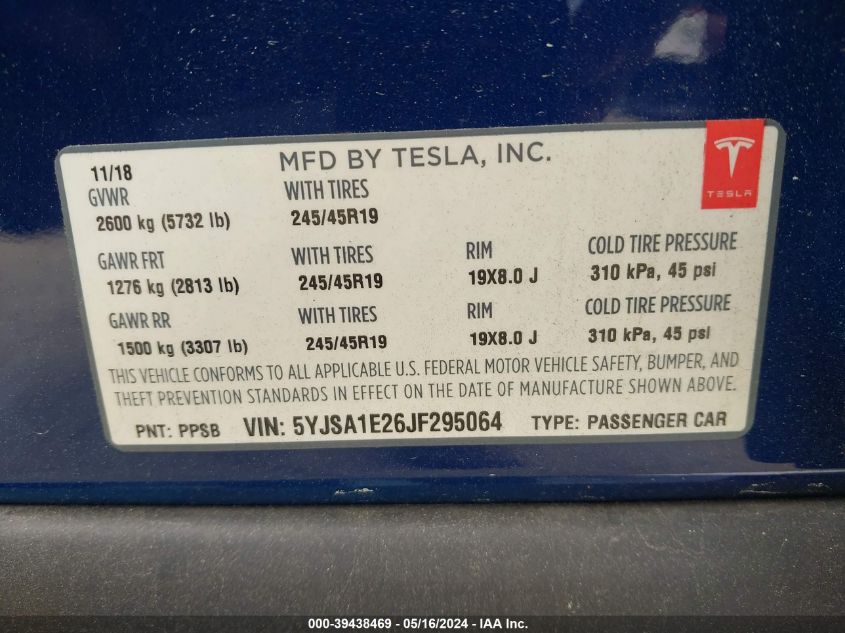 11/18 MFD BY TESLA, INC.
TESLA
GVWR WITH TIRES
2600 kg (5732 lb) 245/45R19
GAWR FRT WITH TIRES RIM COLD TIRE PRESSURE
1276 kg (2813 lb) 245/45R19 19X8.0 J 310 kPa, 45 psi
GAWR RR WITH TIRES RIM COLD TIRE PRESSURE
1500 kg (3307 lb) 245/45R19 19X8.0 J 310 kPa, 45 psi
THIS VEHICLE CONFORMS TO ALL APPLICABLE U.S. FEDERAL MOTOR VEHICLE SAFETY, BUMPER, AND
THEFT PREVENTION STANDARDS IN EFFECT ON THE DATE OF MANUFACTURE SHOWN ABOVE.
PNT: PPSB VIN: 5YJSA1E26JF295064 TYPE: PASSENGER CAR
000-39438469 - 05/16/2024 - IAA Inc.